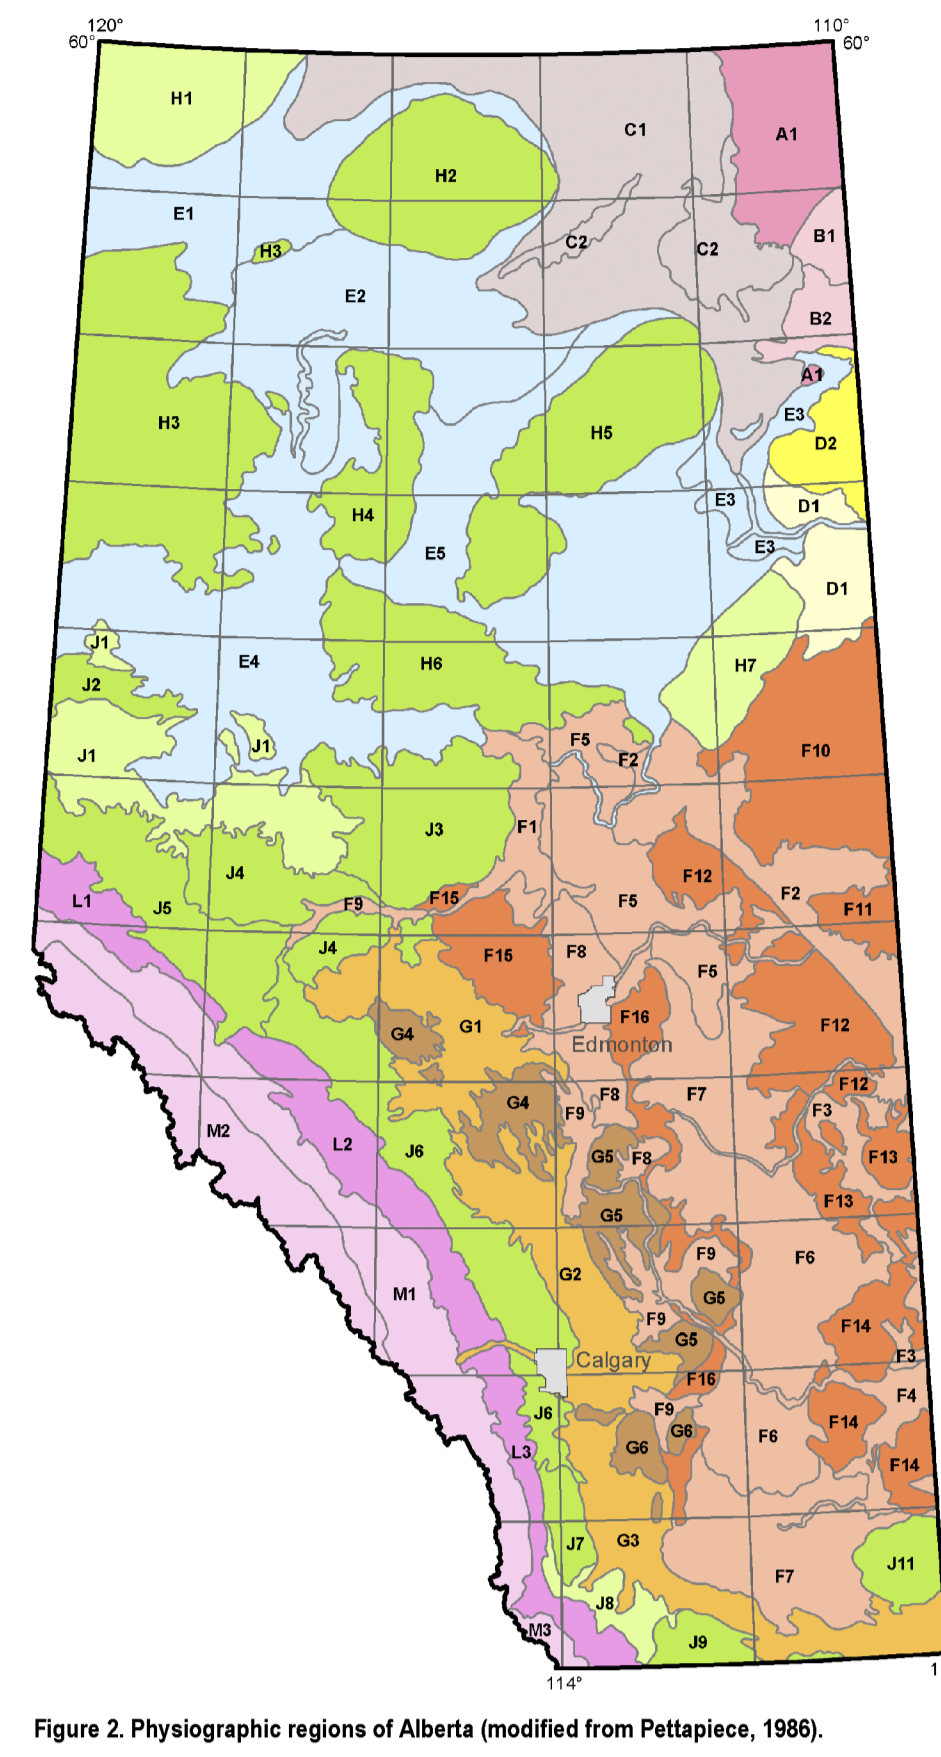 120°
110°
60°
60°
H1
C1
A1
H2
E1
B1
C2
C2
H3
E2
B2
A1
E3
H3
H5
D2
E3
D1
H4
E3
E5
D1
J1
E4
H6
H7
J2
F5
J1
J1
F2
F10
J3
F1
J4
F12
F2
L1
F15
F5
J5
F9
F11
J4
F8
F15
F5
G4
G1
F16
F12
Edmonton
F12
G4
F8
F7
F9
F3
M2
L2
J6
G5
F8
F13
F13
G5
F9
F6
G2
M1
G5
F9
F14
G5
F3
Calgary
F16
F4
J6
F9
F14
G6
F6
L3
G6
F14
J7
G3
J11
F7
J8
M3
J9
114°
1
Figure 2. Physiographic regions of Alberta (modified from Pettapiece, 1986).